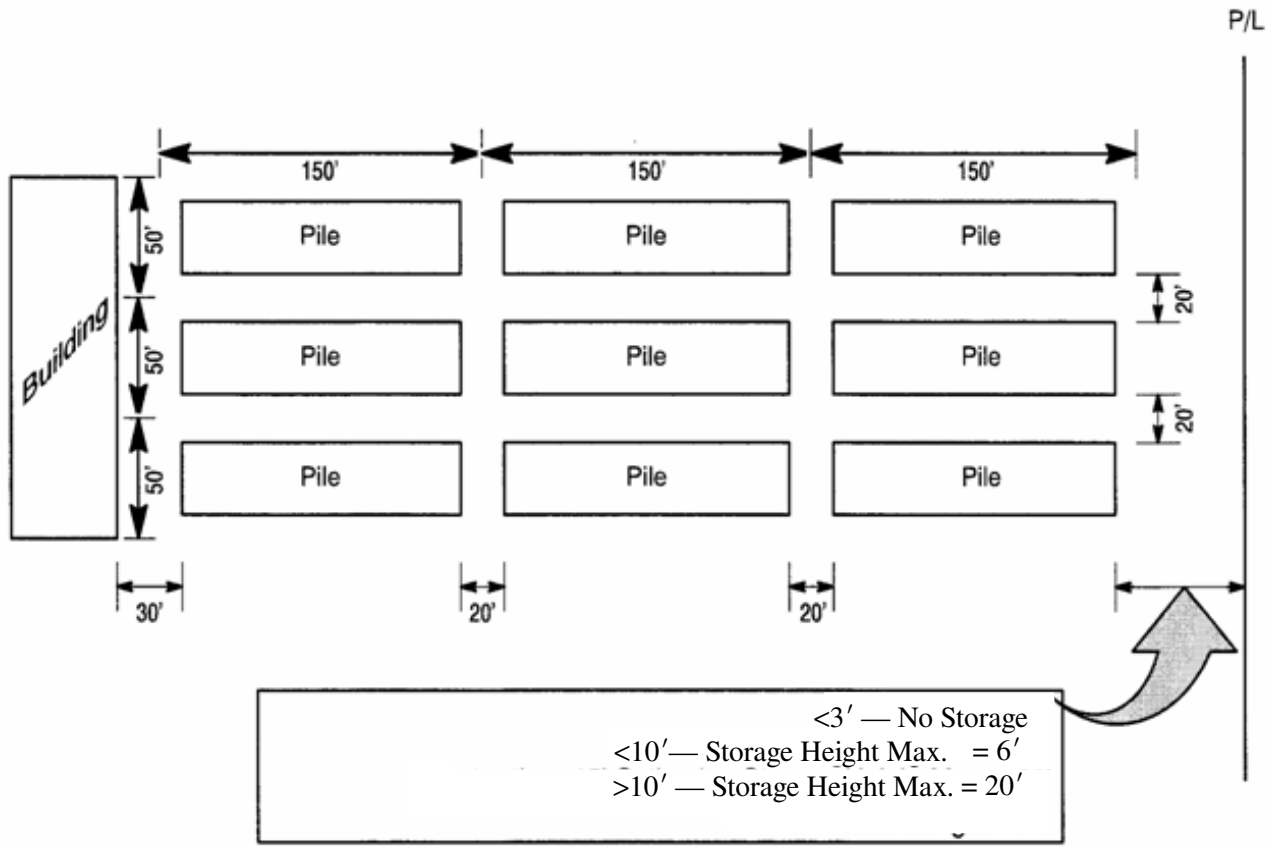 P/L
150' 150' 150'
Building
50'
Pile Pile Pile
20'
50'
Pile Pile Pile
20'
50'
Pile Pile Pile
30' 20' 20'
<3′ — No Storage
<10′— Storage Height Max. = 6′
>10′ — Storage Height Max. = 20′